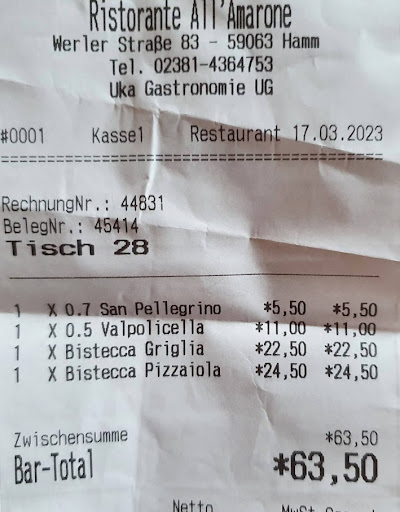 Ristorante All'Amarone
Werler Straße 83 - 59063 Hamm
Tel. 02381-4364753
Uka Gastronomie UG
#0001 Kasse1 Restaurant 17.03.2023
================================================
RechnungNr.: 44831
BelegNr.: 45414
Tisch 28
1 X 0.7 San Pellegrino *5,50 *5,50
1 X 0.5 Valpolicella *11,00 *11,00
1 X Bistecca Griglia *22,50 *22,50
1 X Bistecca Pizzaiola *24,50 *24,50
Zwischensumme *63,50
Bar-Total *63,50
Netto